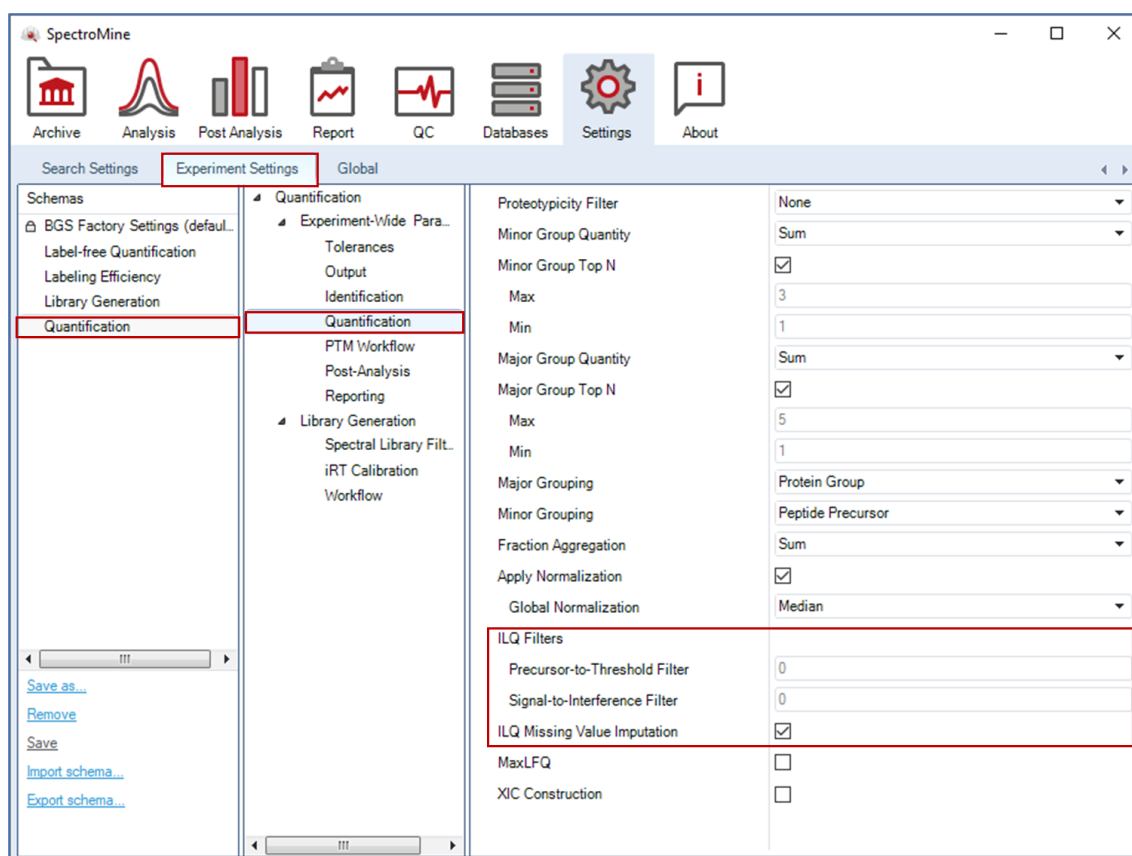 SpectroMine
Archive Analysis Post Analysis Report QC Databases Settings About
Search Settings Experiment Settings Global
Schemas
BGS Factory Settings (defaul...
Label-free Quantification
Labeling Efficiency
Library Generation
Quantification
Save as...
Remove
Save
Import schema...
Export schema...
Quantification
Experiment-Wide Para...
Tolerances
Output
Identification
Quantification
PTM Workflow
Post-Analysis
Reporting
Library Generation
Spectral Library Filt...
iRT Calibration
Workflow
Proteotypicity Filter None
Minor Group Quantity Sum
Minor Group Top N
Max 3
Min 1
Major Group Quantity Sum
Major Group Top N
Max 5
Min 1
Major Grouping Protein Group
Minor Grouping Peptide Precursor
Fraction Aggregation Sum
Apply Normalization
Global Normalization Median
ILQ Filters
Precursor-to-Threshold Filter 0
Signal-to-Interference Filter 0
ILQ Missing Value Imputation
MaxLFQ
XIC Construction